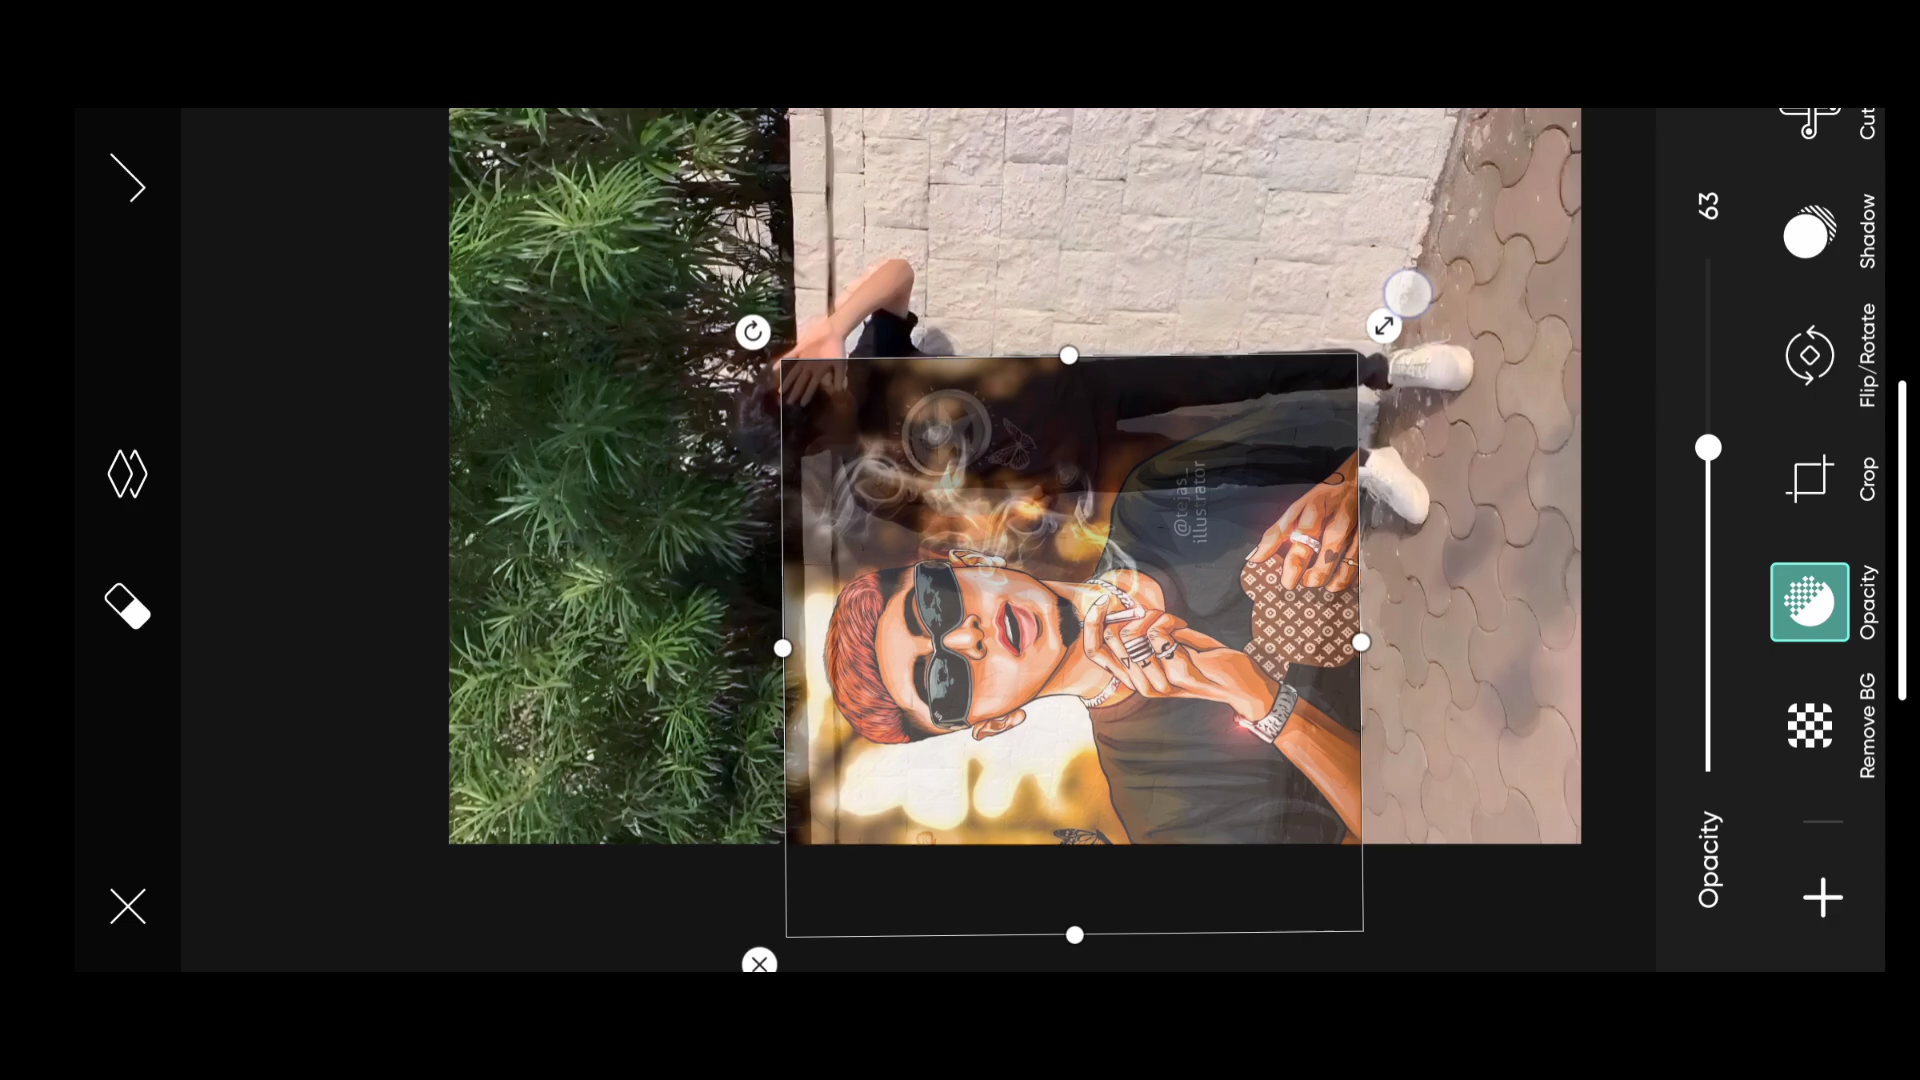 @tejas_
illustrator
63
Opacity
Cut
Shadow
Flip/Rotate
Crop
Opacity
Remove BG